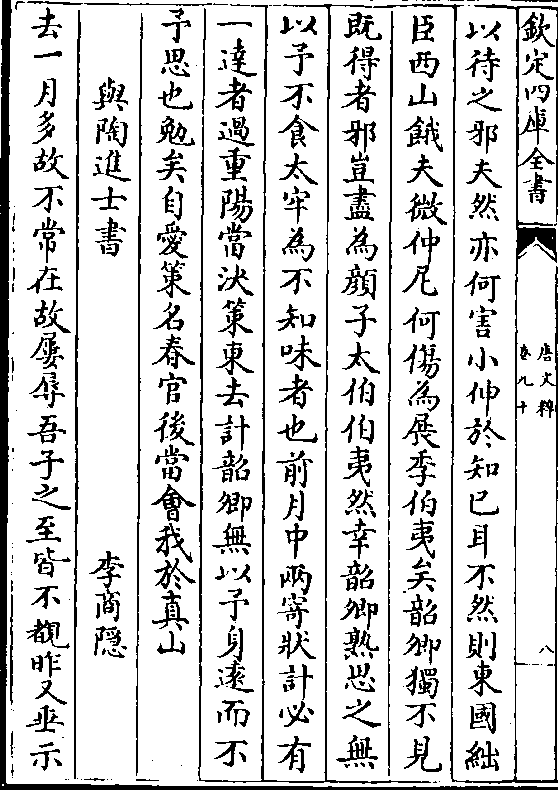 欽定四庫全書
唐文粹
卷九十
八
以待之邪夫然亦何害小伸於知已耳不然則東國絀
臣西山餓夫微仲尼何傷為展季伯夷矣韶卿獨不見
既得者邪豈盡為顔子太伯伯夷然幸韶卿熟思之無
以予不食太牢為不知味者也前月中兩寄狀計必有
一達者過重陽當決策東去計韶卿無以予身遠而不
予思也勉矣自愛策名春官後當會我於真山
與陶進士書 李商隠
去一月多故不常在故屢辱吾子之至皆不覩昨又垂示